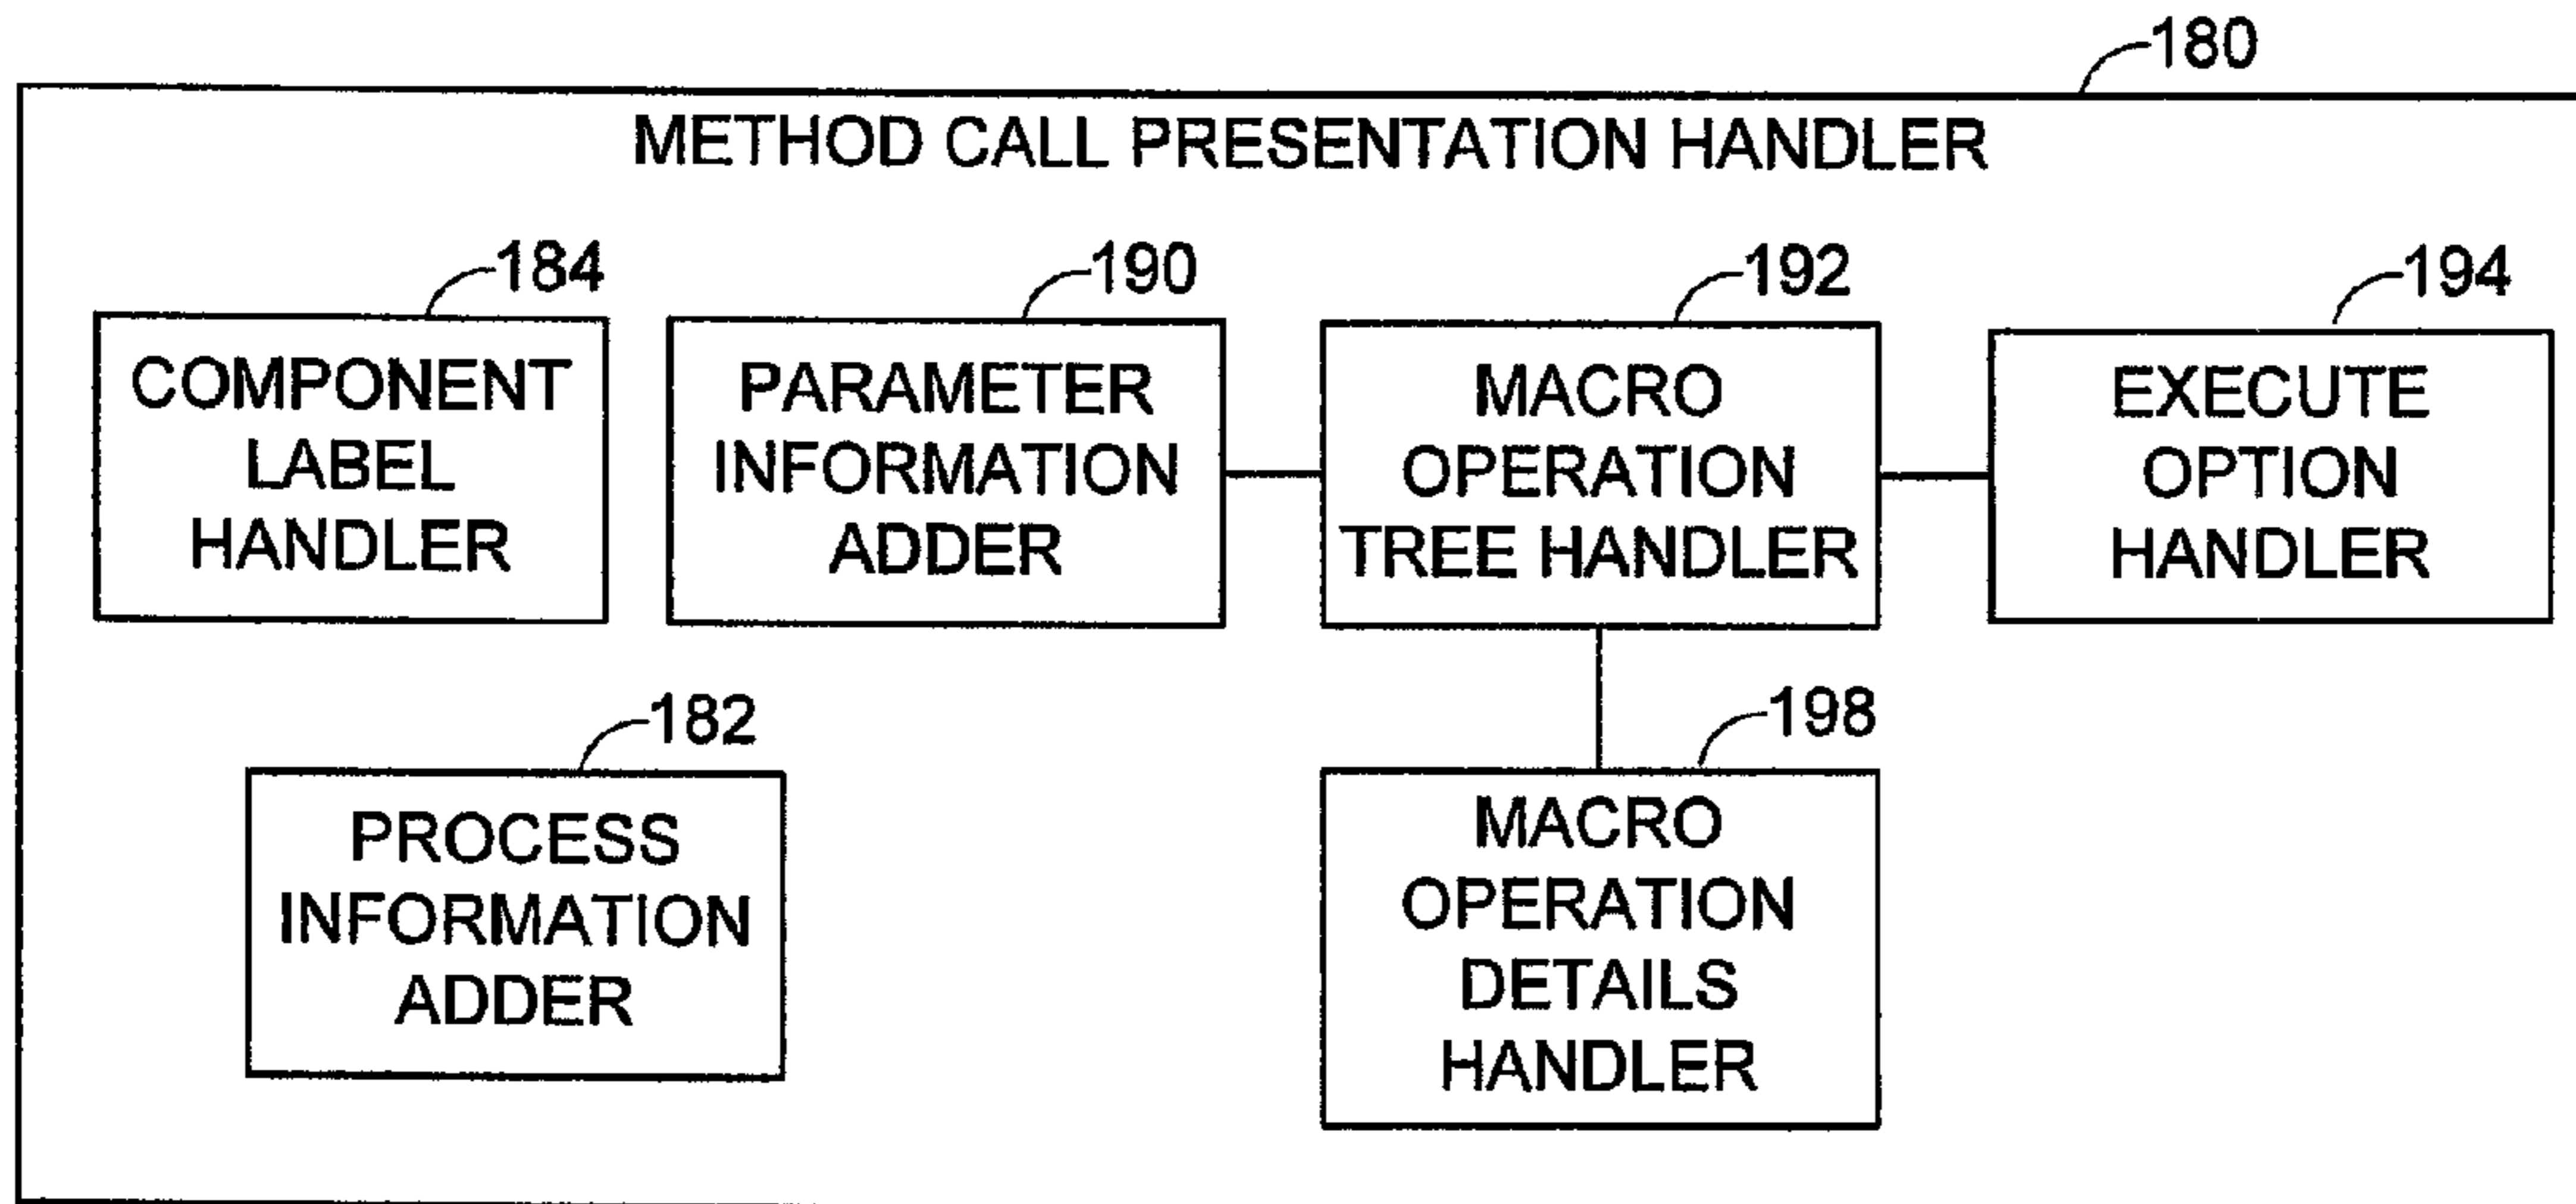 180
METHOD CALL PRESENTATION HANDLER
184
COMPONENT
LABEL
HANDLER
190
PARAMETER
INFORMATION
ADDER
192
MACRO
OPERATION
TREE HANDLER
194
EXECUTE
OPTION
HANDLER
182
PROCESS
INFORMATION
ADDER
198
MACRO
OPERATION
DETAILS
HANDLER